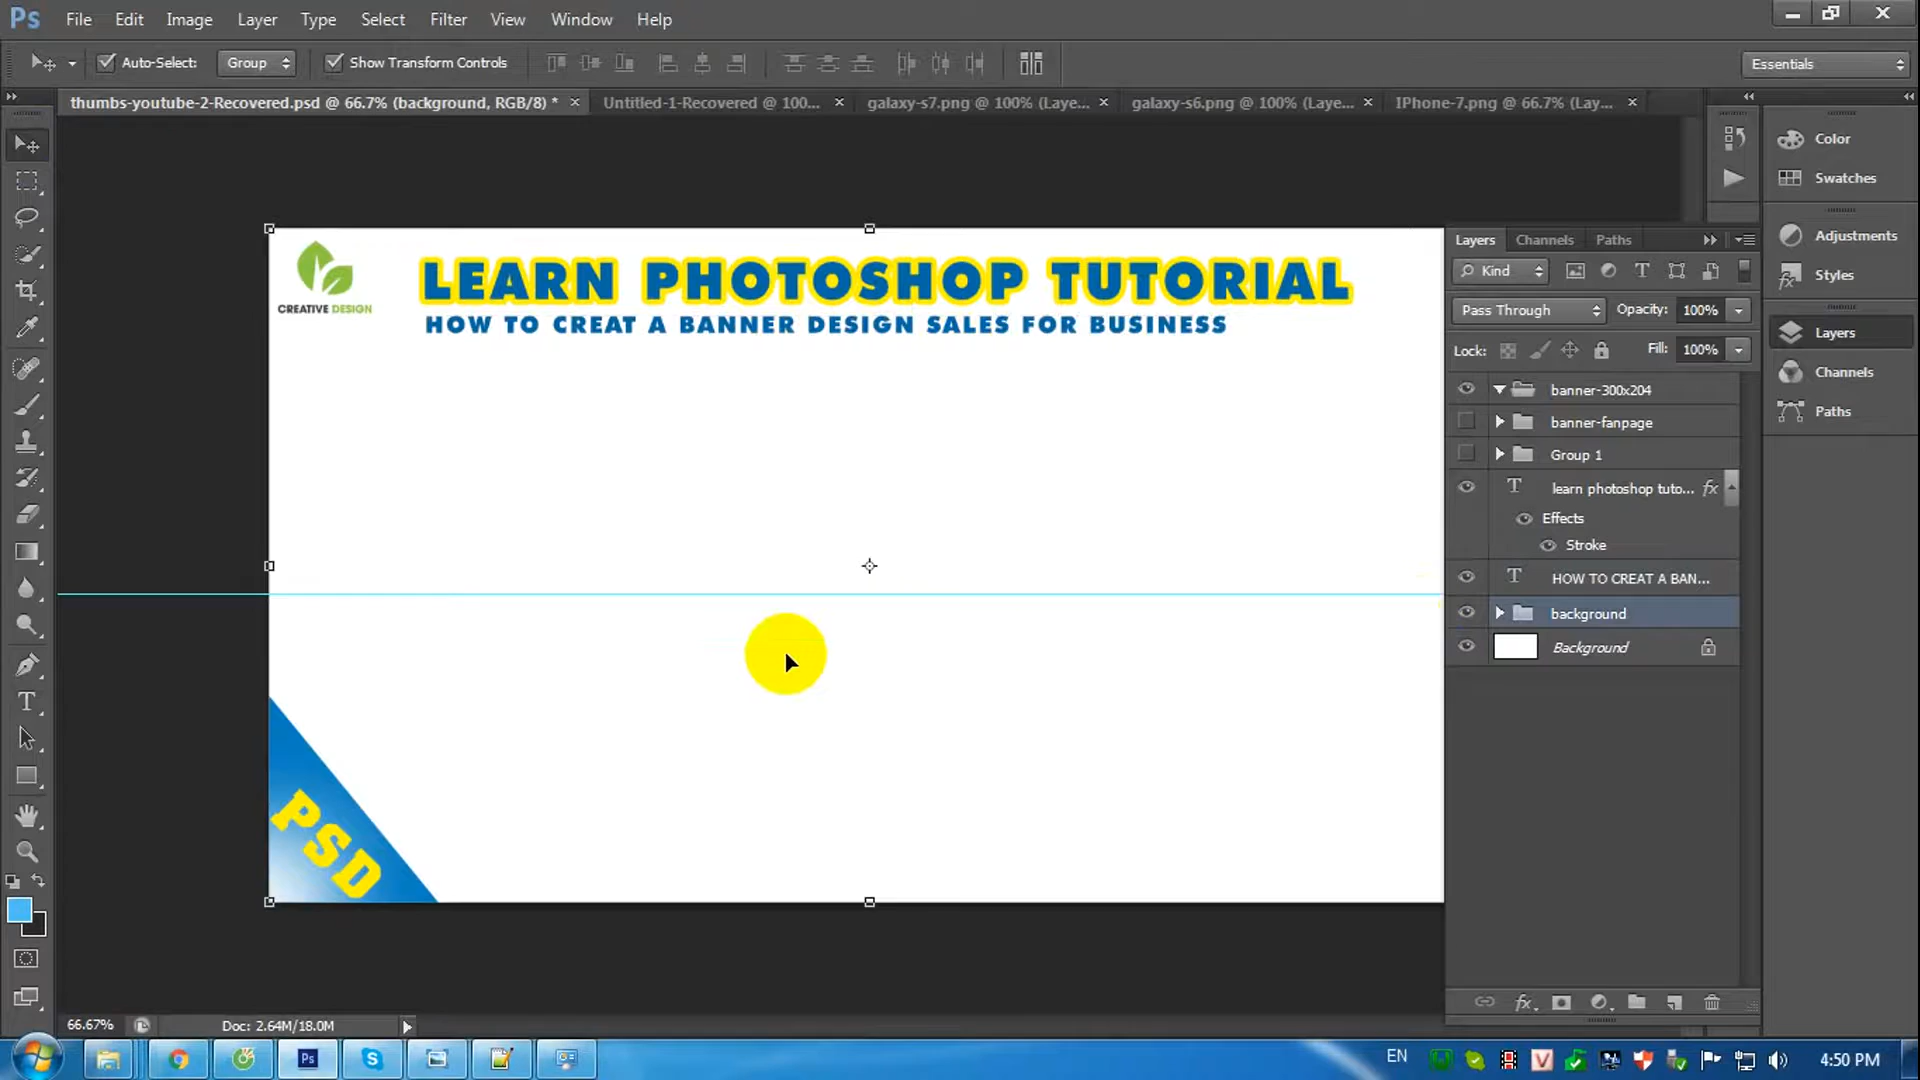 Ps File Edit Image Layer Type Select Filter View Window Help
Auto-Select: Group Show Transform Controls Essentials
thumbs-youtube-2-Recovered.psd @ 66.7% (background, RGB/8) * Untitled-1-Recovered @ 100... galaxy-s7.png @ 100% (Laye... galaxy-s6.png @ 100% (Laye... IPhone-7.png @ 66.7% (Lay...
Color
Swatches
Adjustments
Styles
Layers
Channels
Paths
Layers Channels Paths
Kind
Pass Through Opacity: 100%
Lock: Fill: 100%
banner-300x204
banner-fanpage
Group 1
learn photoshop tuto... fx
Effects
Stroke
HOW TO CREAT A BAN...
background
Background
fx
CREATIVE DESIGN
LEARN PHOTOSHOP TUTORIAL
HOW TO CREAT A BANNER DESIGN SALES FOR BUSINESS
PSD
66.67% Doc: 2.64M/18.0M
Ps EN 4:50 PM